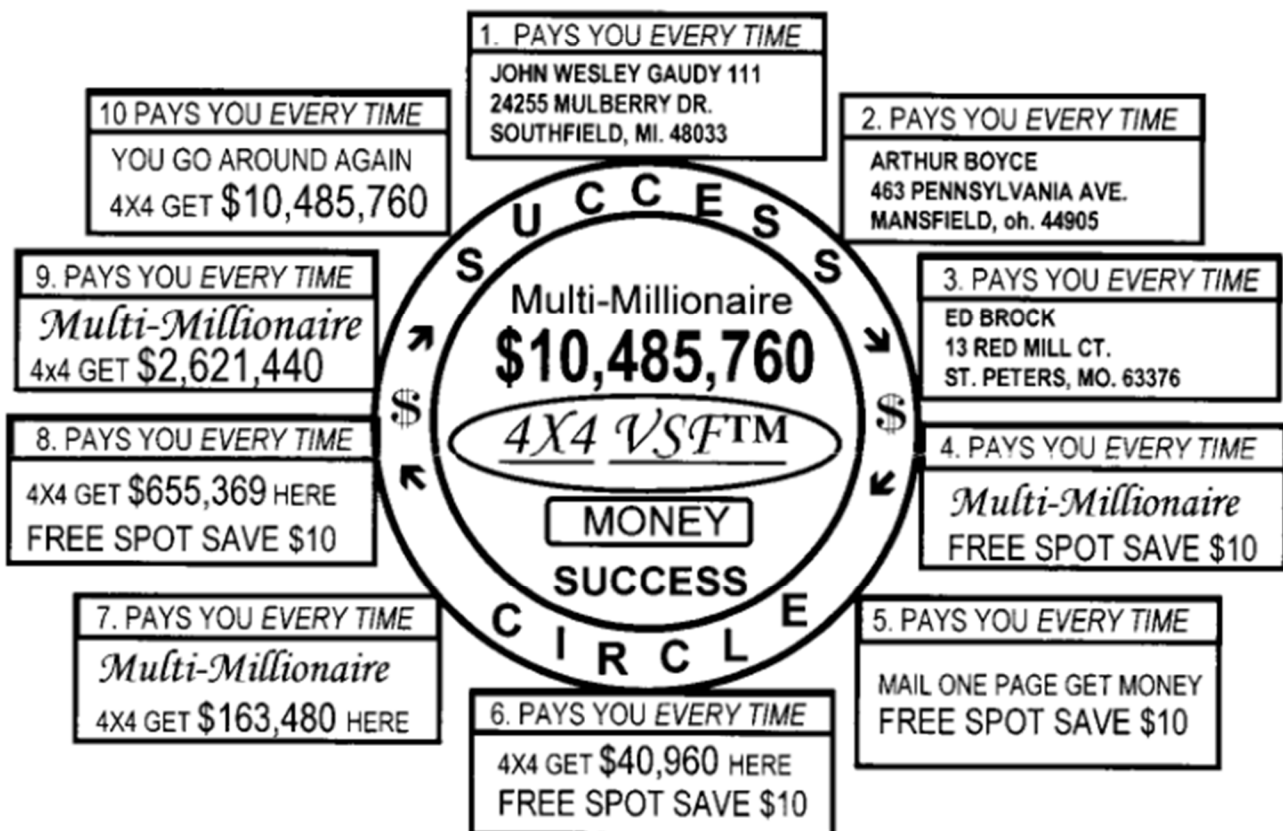 1. PAYS YOU EVERY TIME
JOHN WESLEY GAUDY 111
24255 MULBERRY DR.
SOUTHFIELD, MI. 48033
2. PAYS YOU EVERY TIME
ARTHUR BOYCE
463 PENNSYLVANIA AVE.
MANSFIELD, oh. 44905
3. PAYS YOU EVERY TIME
ED BROCK
13 RED MILL CT.
ST. PETERS, MO. 63376
4. PAYS YOU EVERY TIME
Multi-Millionaire
FREE SPOT SAVE $10
5. PAYS YOU EVERY TIME
MAIL ONE PAGE GET MONEY
FREE SPOT SAVE $10
6. PAYS YOU EVERY TIME
4X4 GET $40,960 HERE
FREE SPOT SAVE $10
7. PAYS YOU EVERY TIME
Multi-Millionaire
4X4 GET $163,480 HERE
8. PAYS YOU EVERY TIME
4X4 GET $655,369 HERE
FREE SPOT SAVE $10
9. PAYS YOU EVERY TIME
Multi-Millionaire
4x4 GET $2,621,440
10 PAYS YOU EVERY TIME
YOU GO AROUND AGAIN
4X4 GET $10,485,760
SUCCESS
$ $
CIRCLE
Multi-Millionaire
$10,485,760
4X4 VSF™
MONEY
SUCCESS